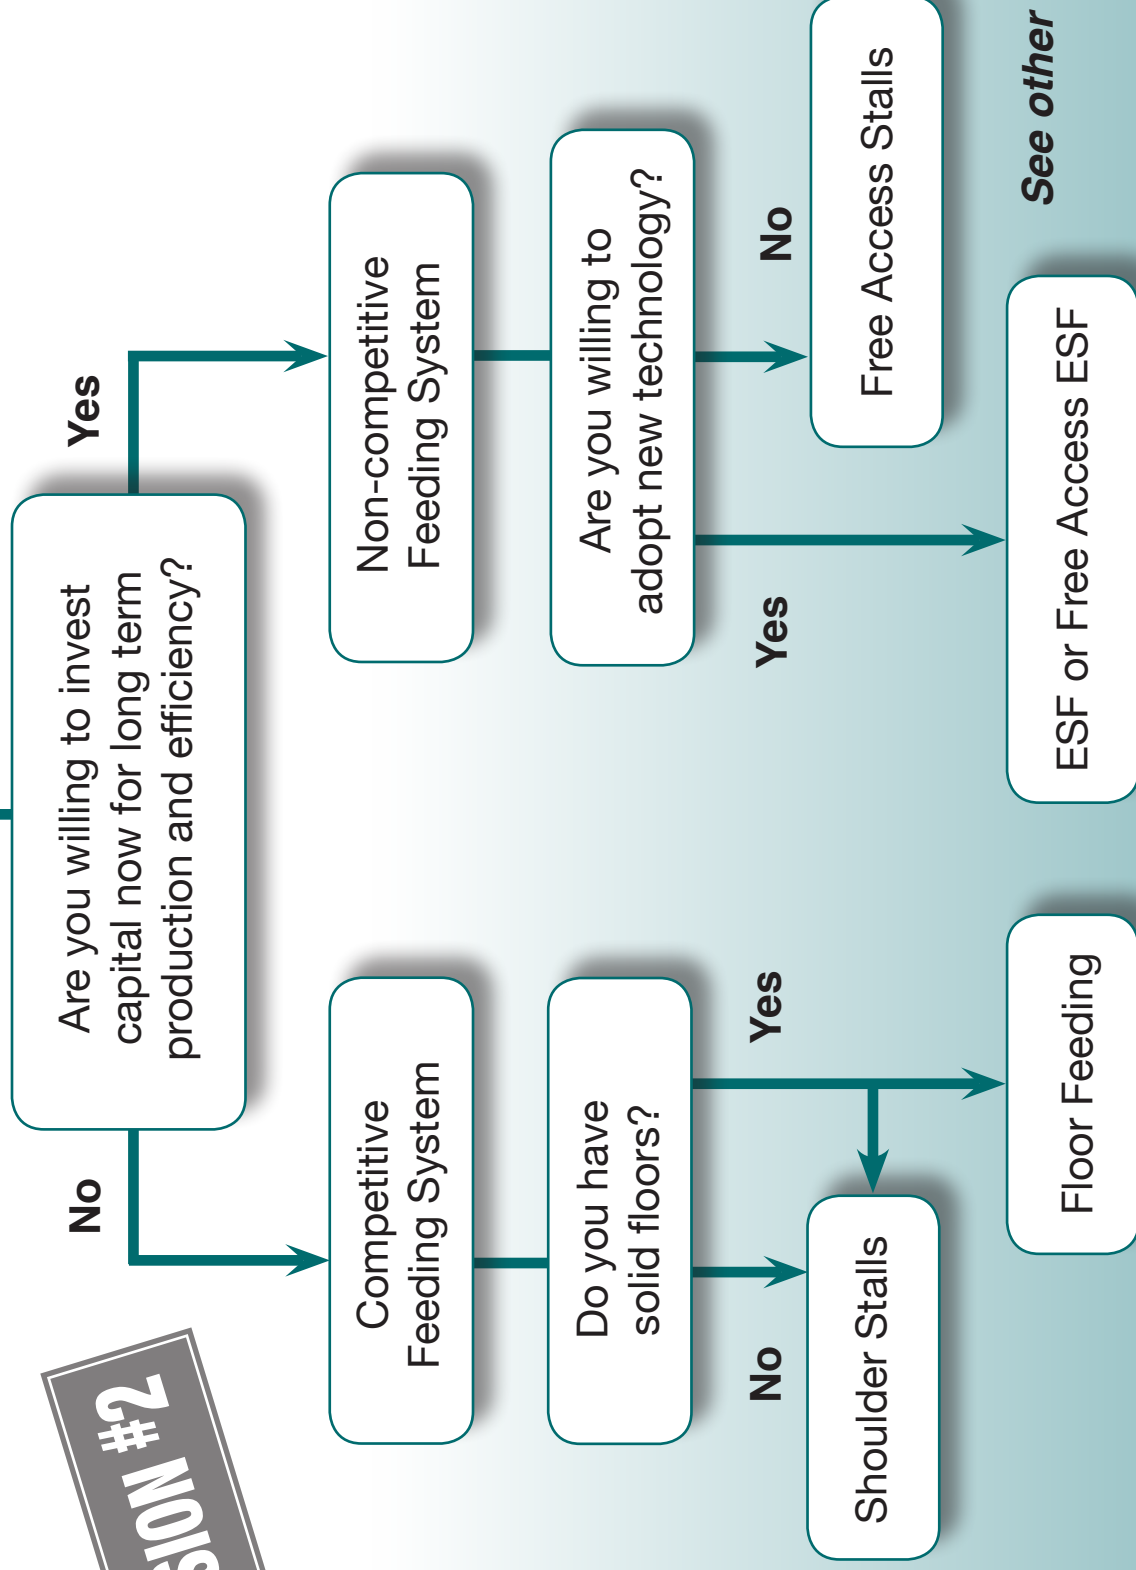 SION #2
Are you willing to invest
capital now for long term
production and efficiency?
No
Yes
Competitive
Feeding System
Non-competitive
Feeding System
Do you have
solid floors?
Are you willing to
adopt new technology?
No
Yes
Yes
No
Shoulder Stalls
Free Access Stalls
Floor Feeding
ESF or Free Access ESF
See other